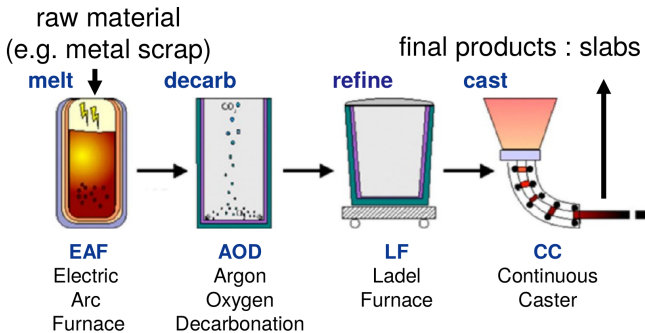 raw material
(e.g. metal scrap)
final products : slabs
melt
decarb
refine
cast
CO₂
EAF
Electric
Arc
Furnace
AOD
Argon
Oxygen
Decarbonation
LF
Ladel
Furnace
CC
Continuous
Caster